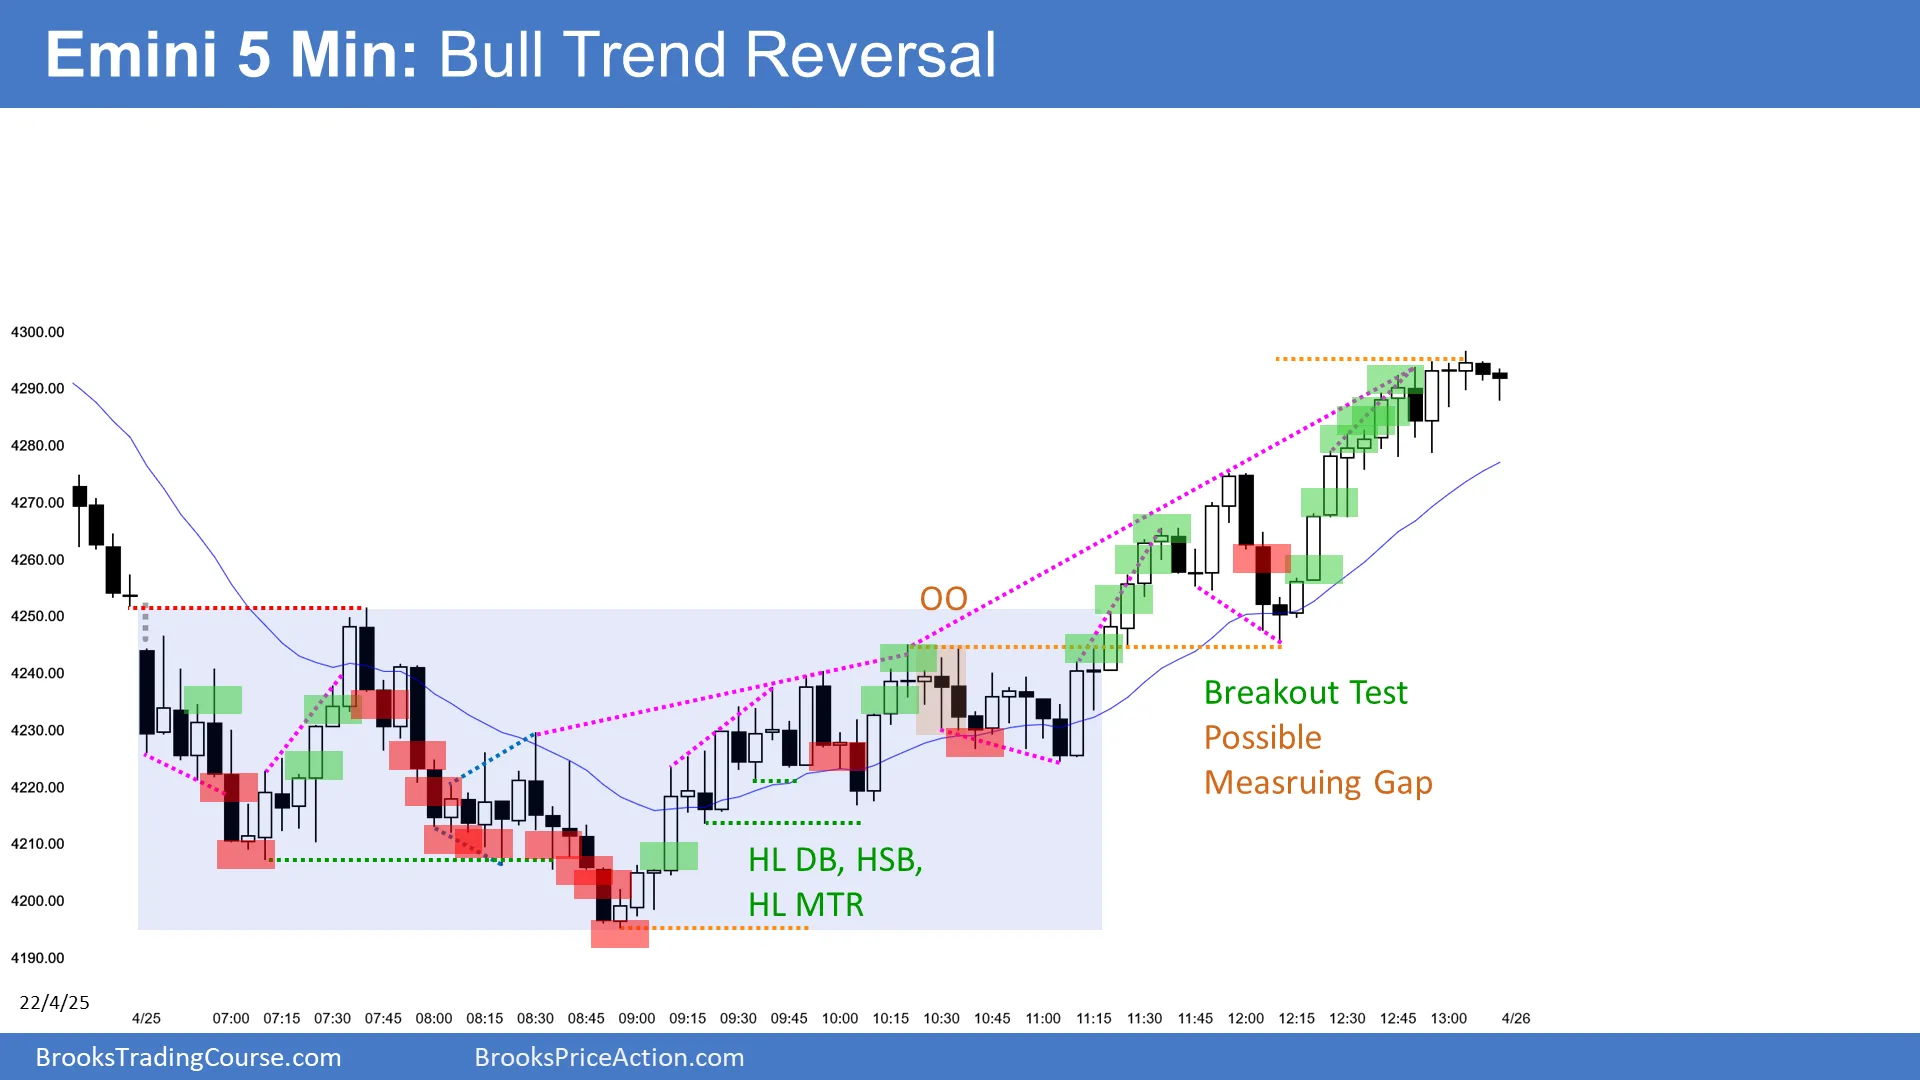 Emini 5 Min: Bull Trend Reversal
4300.00
4290.00
4280.00
4270.00
4260.00
4250.00
4240.00
4230.00
4220.00
4210.00
4200.00
4190.00
OO
Breakout Test
Possible
Measruing Gap
HL DB, HSB,
HL MTR
22/4/25
4/25 07:00 07:15 07:30 07:45 08:00 08:15 08:30 08:45 09:00 09:15 09:30 09:45 10:00 10:15 10:30 10:45 11:00 11:15 11:30 11:45 12:00 12:15 12:30 12:45 13:00 4/26
BrooksTradingCourse.com BrooksPriceAction.com